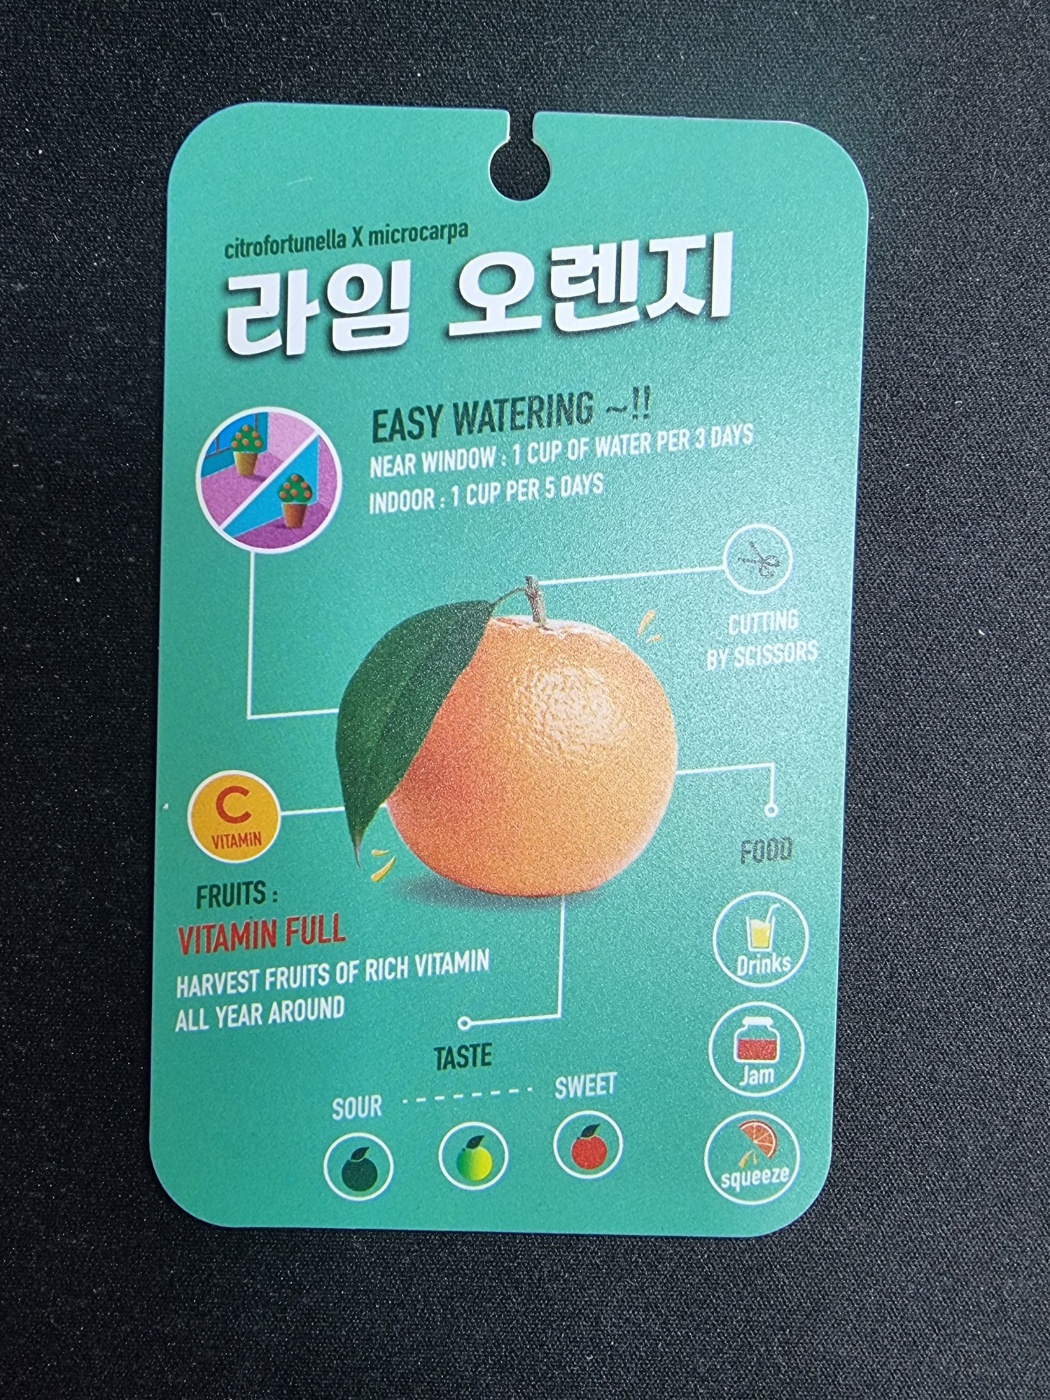 citrofortunella X microcarpa
라임 오렌지
EASY WATERING ~!!
NEAR WINDOW : 1 CUP OF WATER PER 3 DAYS
INDOOR : 1 CUP PER 5 DAYS
CUTTING
BY SCISSORS
C
VITAMiN
FRUITS :
VITAMiN FULL
HARVEST FRUITS OF RICH VITAMIN
ALL YEAR AROUND
FOOD
Drinks
Jam
squeeze
TASTE
SOUR - - - - - - - - SWEET